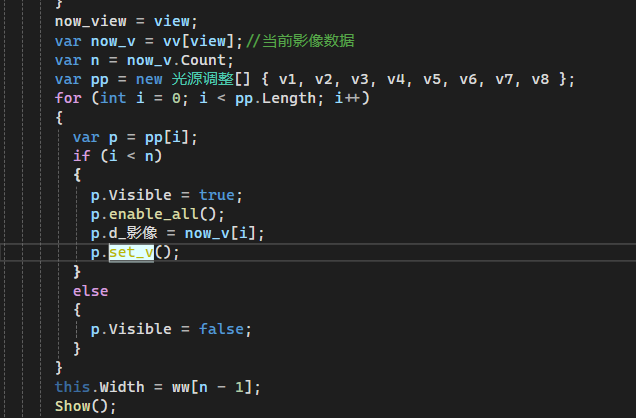 }
now_view = view;
var now_v = vv[view];//当前影像数据
var n = now_v.Count;
var pp = new 光源调整[] { v1, v2, v3, v4, v5, v6, v7, v8 };
for (int i = 0; i < pp.Length; i++)
{
var p = pp[i];
if (i < n)
{
p.Visible = true;
p.enable_all();
p.d_影像 = now_v[i];
p.set_v();
}
else
{
p.Visible = false;
}
}
this.Width = ww[n - 1];
Show();